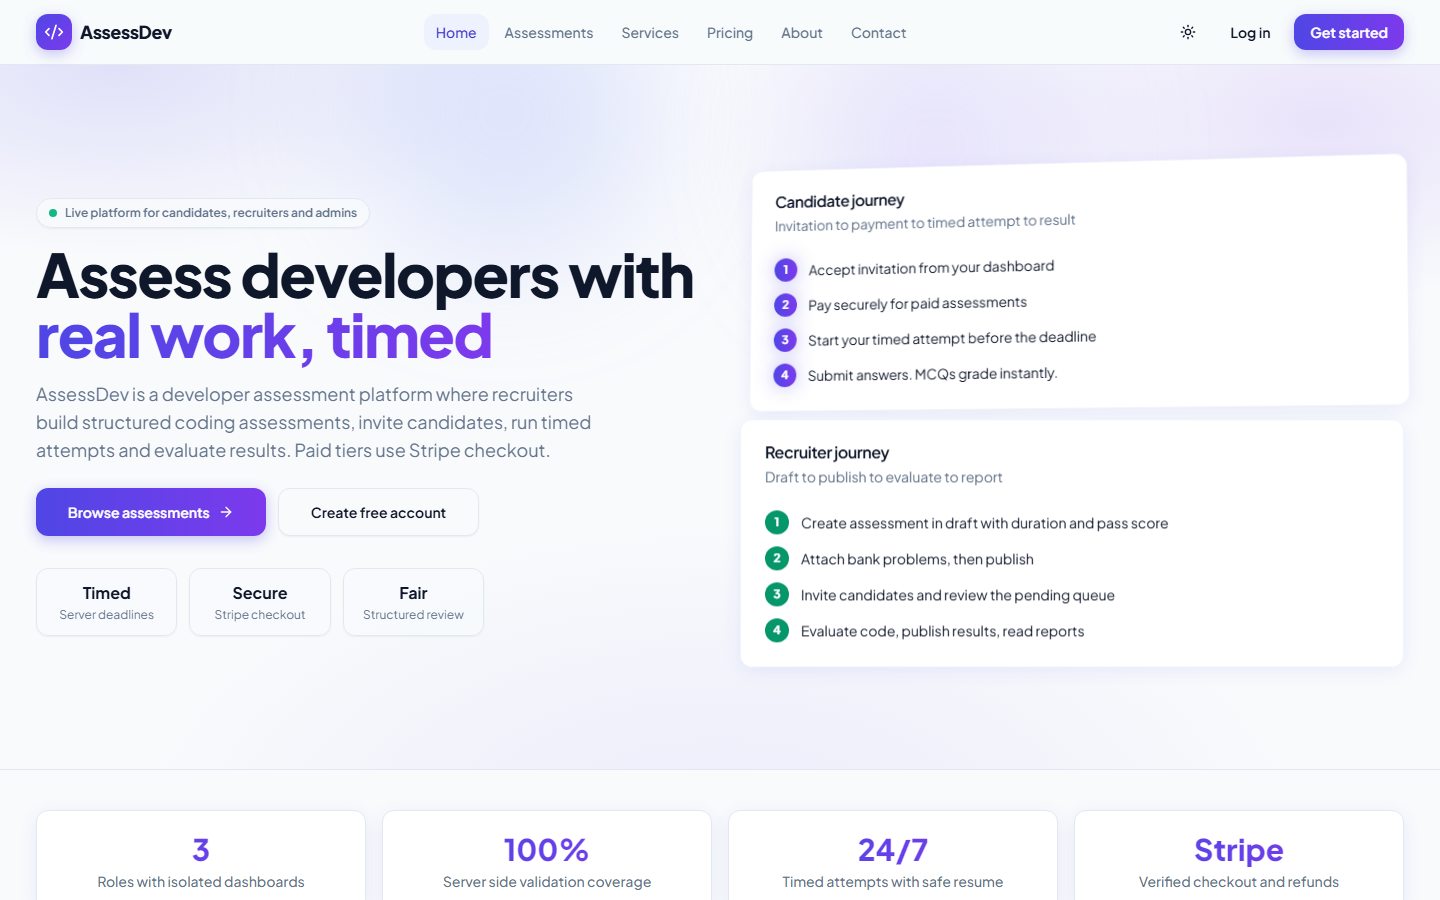 AssessDev
Home
Assessments
Services
Pricing
About
Contact
Log in
Get started
Live platform for candidates, recruiters and admins
Assess developers with
real work, timed
AssessDev is a developer assessment platform where recruiters
build structured coding assessments, invite candidates, run timed
attempts and evaluate results. Paid tiers use Stripe checkout.
Browse assessments
Create free account
Timed
Server deadlines
Secure
Stripe checkout
Fair
Structured review
Candidate journey
Invitation to payment to timed attempt to result
1 Accept invitation from your dashboard
2 Pay securely for paid assessments
3 Start your timed attempt before the deadline
4 Submit answers. MCQs grade instantly.
Recruiter journey
Draft to publish to evaluate to report
1 Create assessment in draft with duration and pass score
2 Attach bank problems, then publish
3 Invite candidates and review the pending queue
4 Evaluate code, publish results, read reports
3
Roles with isolated dashboards
100%
Server side validation coverage
24/7
Timed attempts with safe resume
Stripe
Verified checkout and refunds